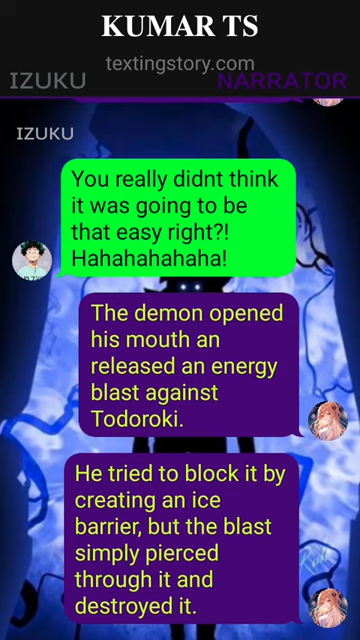 KUMAR TS
textingstory.com
IZUKU NARRATOR
IZUKU
You really didnt think
it was going to be
that easy right?!
Hahahahahaha!
The demon opened
his mouth an
released an energy
blast against
Todoroki.
He tried to block it by
creating an ice
barrier, but the blast
simply pierced
through it and
destroyed it.